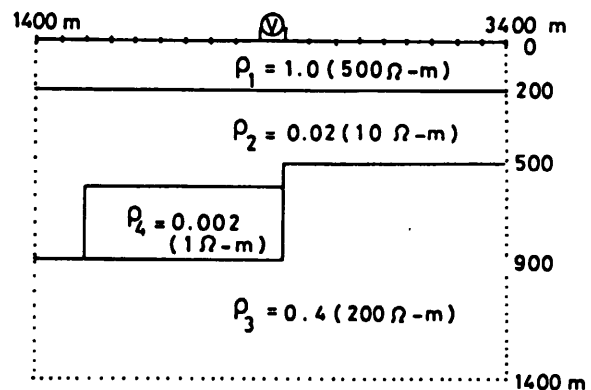 1400 m V 3400 m
0
ρ1 = 1.0 (500 Ω-m)
200
ρ2 = 0.02 (10 Ω-m)
500
ρ4 = 0.002
(1 Ω-m)
900
ρ3 = 0.4 (200 Ω-m)
1400 m